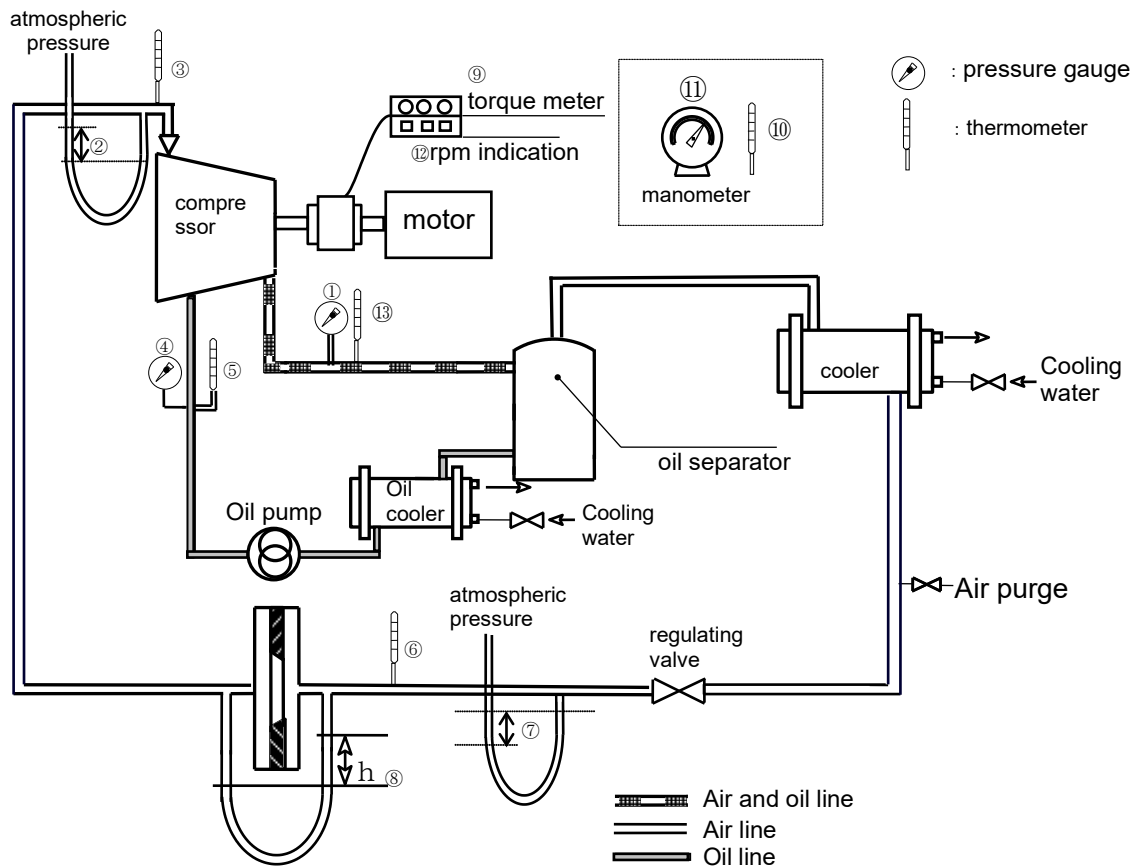 atmospheric
pressure
③
②
⑨
torque meter
⑫rpm indication
⑪
⑩
manometer
: pressure gauge
: thermometer
compre
ssor
motor
①
⑬
④
⑤
cooler
Cooling
water
oil separator
Oil
cooler
Cooling
water
Oil pump
Air purge
atmospheric
pressure
regulating
valve
⑥
⑦
h ⑧
Air and oil line
Air line
Oil line